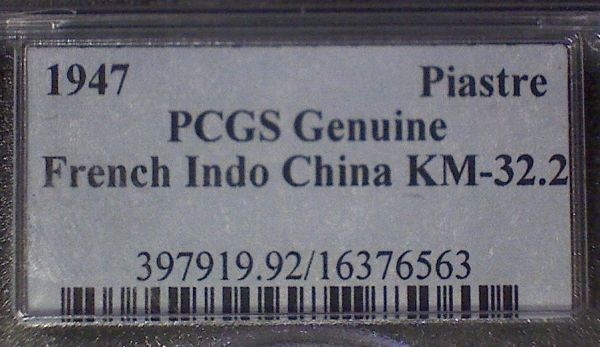 1947 Piastre
PCGS Genuine
French Indo China KM-32.2
397919.92/16376563